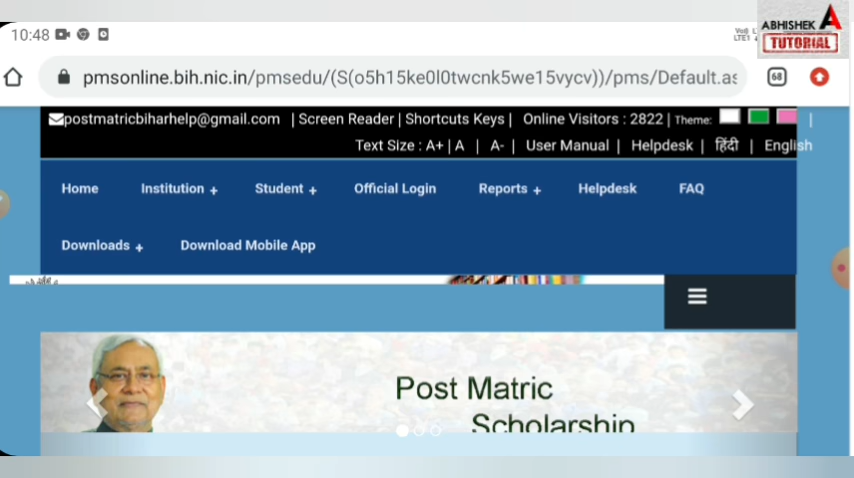 10:48
ABHISHEK A
TUTORIAL
pmsonline.bih.nic.in/pmsedu/(S(o5h15ke0l0twcnk5we15vycv))/pms/Default.as
68
postmatricbiharhelp@gmail.com | Screen Reader | Shortcuts Keys | Online Visitors : 2822 | Theme: |
Text Size : A+ | A | A- | User Manual | Helpdesk | हिंदी | English
Home Institution + Student + Official Login Reports + Helpdesk FAQ
Downloads + Download Mobile App
Post Matric
Scholarship